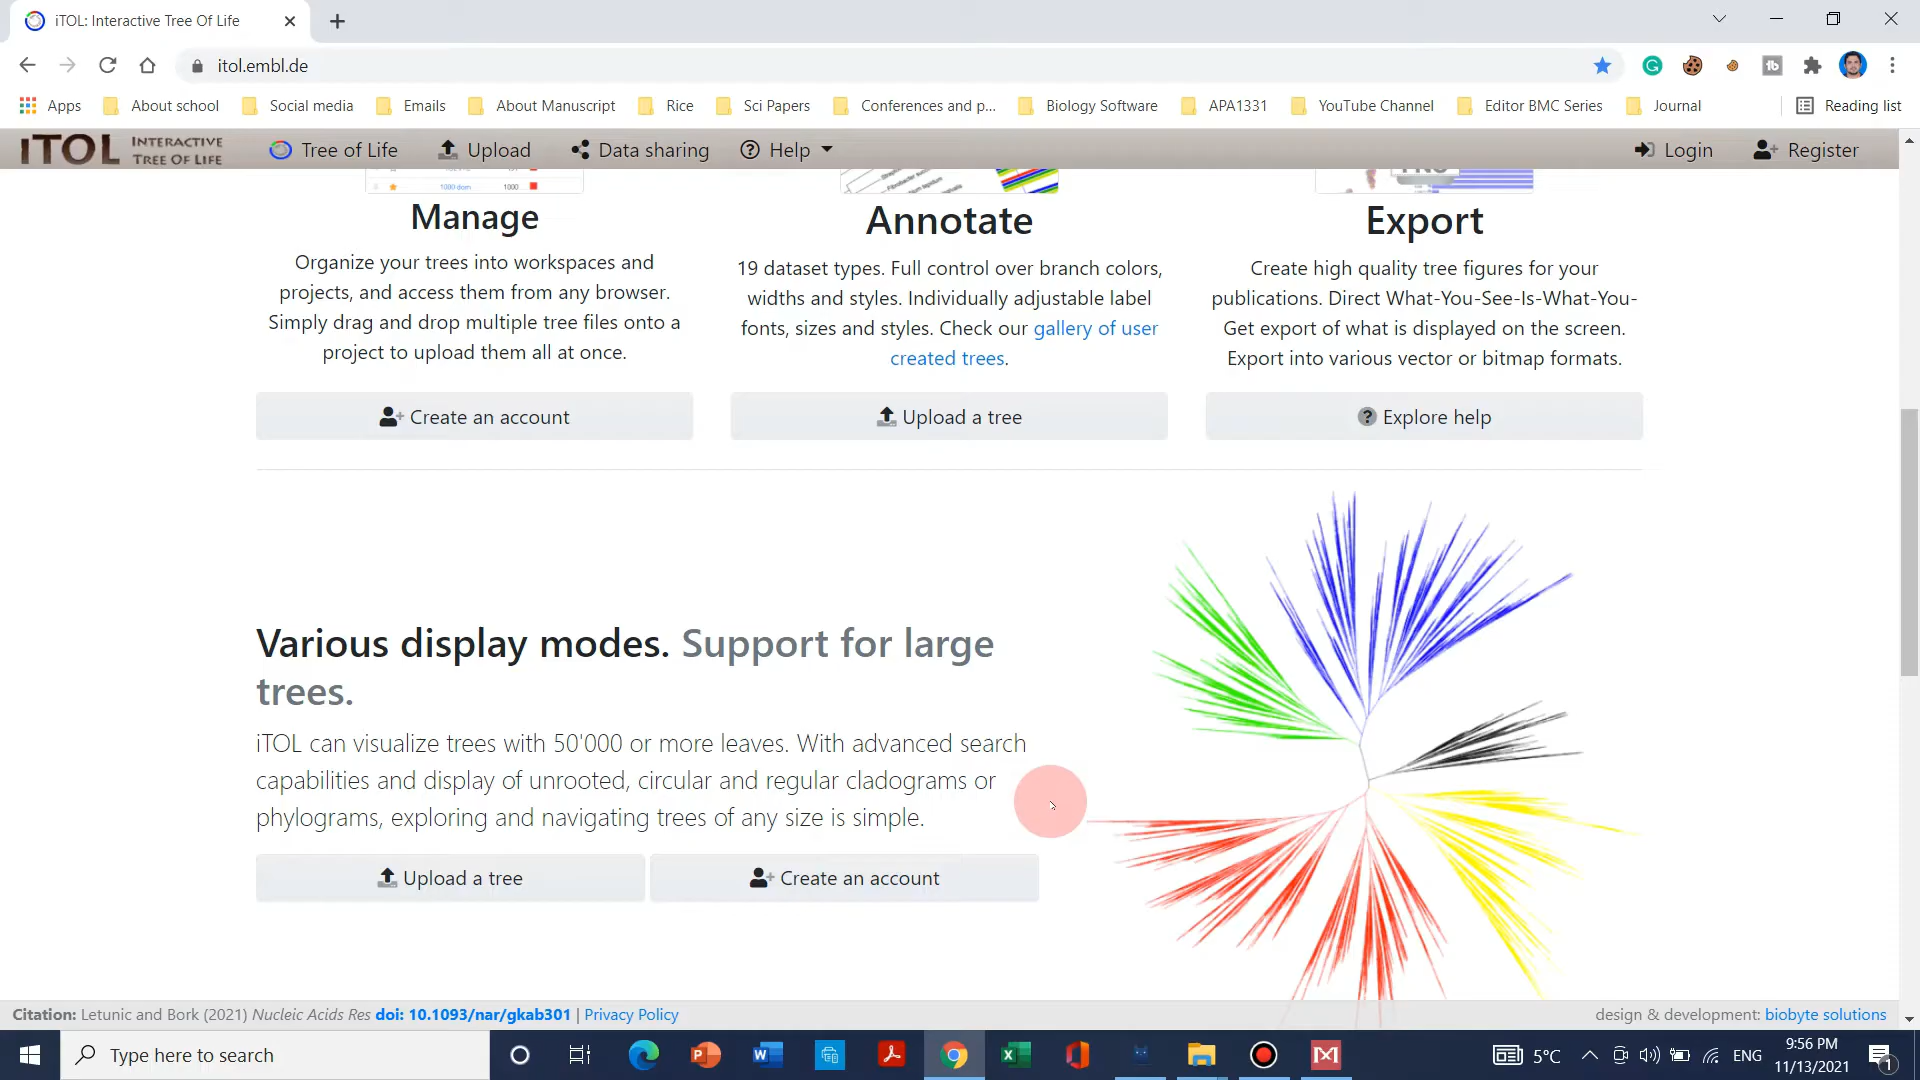 iTOL: Interactive Tree Of Life
itol.embl.de
Apps About school Social media Emails About Manuscript Rice Sci Papers Conferences and p... Biology Software APA1331 YouTube Channel Editor BMC Series Journal Reading list
iTOL INTERACTIVE TREE OF LIFE Tree of Life Upload Data sharing Help Login Register
1000 dom 1000
Manage
Organize your trees into workspaces and
projects, and access them from any browser.
Simply drag and drop multiple tree files onto a
project to upload them all at once.
Create an account
Annotate
19 dataset types. Full control over branch colors,
widths and styles. Individually adjustable label
fonts, sizes and styles. Check our gallery of user
created trees.
Upload a tree
Export
Create high quality tree figures for your
publications. Direct What-You-See-Is-What-You-
Get export of what is displayed on the screen.
Export into various vector or bitmap formats.
Explore help
Various display modes. Support for large
trees.
iTOL can visualize trees with 50'000 or more leaves. With advanced search
capabilities and display of unrooted, circular and regular cladograms or
phylograms, exploring and navigating trees of any size is simple.
Upload a tree Create an account
Citation: Letunic and Bork (2021) Nucleic Acids Res doi: 10.1093/nar/gkab301 | Privacy Policy design & development: biobyte solutions
Type here to search
5°C ENG
9:56 PM
11/13/2021
1